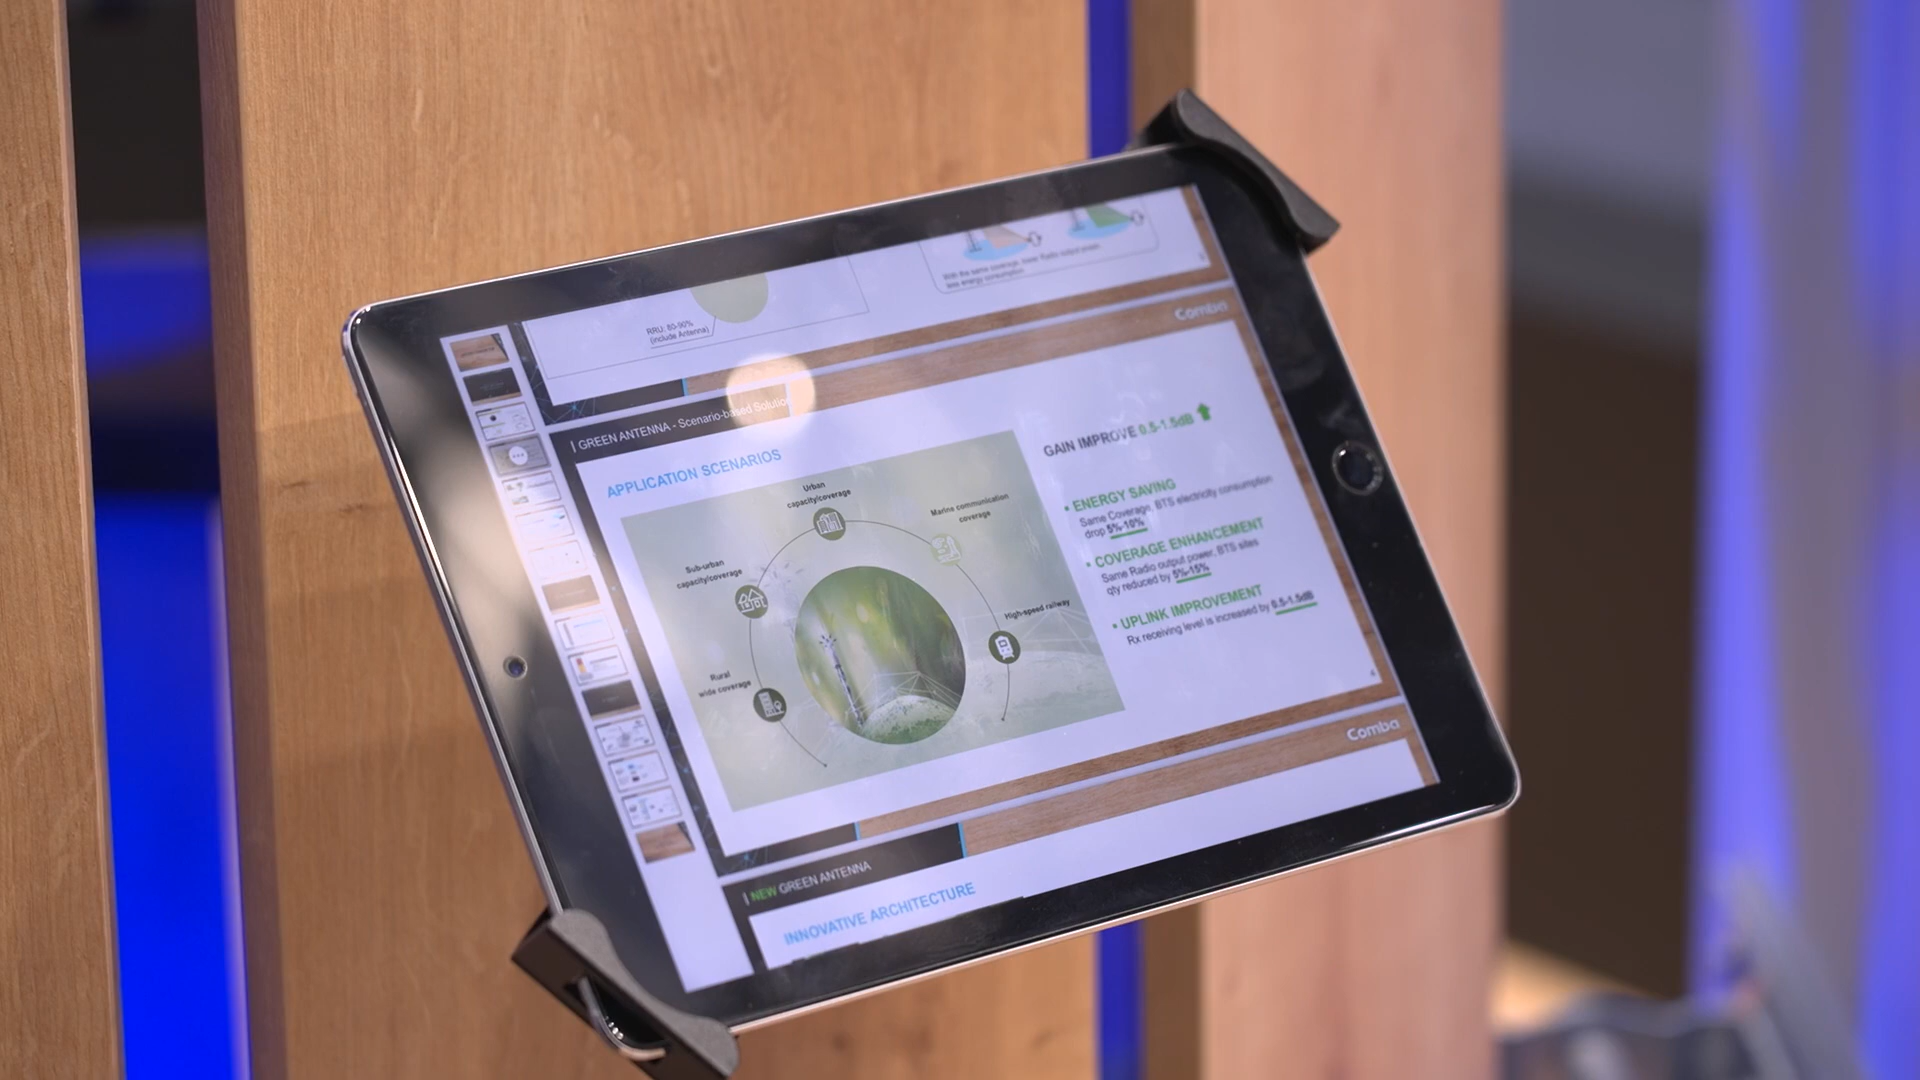 With the same coverage, lower Radio output power,
less energy consumption
RRU: 80-90%
(include Antenna)
Comba
GREEN ANTENNA - Scenario-based Solution
APPLICATION SCENARIOS
Urban
capacity/coverage
Marine communication
coverage
Sub-urban
capacity/coverage
High-speed railway
Rural
wide coverage
GAIN IMPROVE 0.5-1.5dB
• ENERGY SAVING
Same Coverage, BTS electricity consumption
drop 5%-10%
• COVERAGE ENHANCEMENT
Same Radio output power, BTS sites
qty reduced by 5%-15%
• UPLINK IMPROVEMENT
Rx receiving level is increased by 0.5-1.5dB
Comba
NEW GREEN ANTENNA
INNOVATIVE ARCHITECTURE